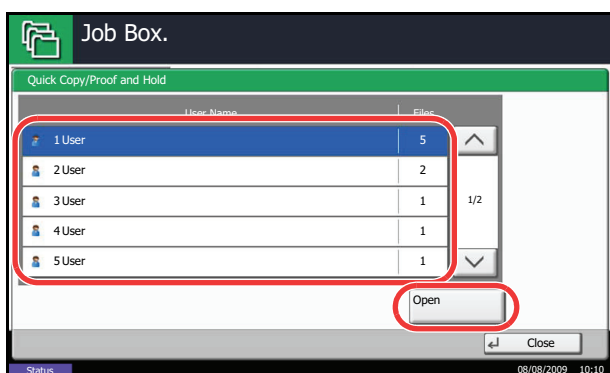 Job Box.
Quick Copy/Proof and Hold
User Name Files
1 User 5
2 User 2
3 User 1
4 User 1
5 User 1
1/2
Open
Close
Status 08/08/2009 10:10